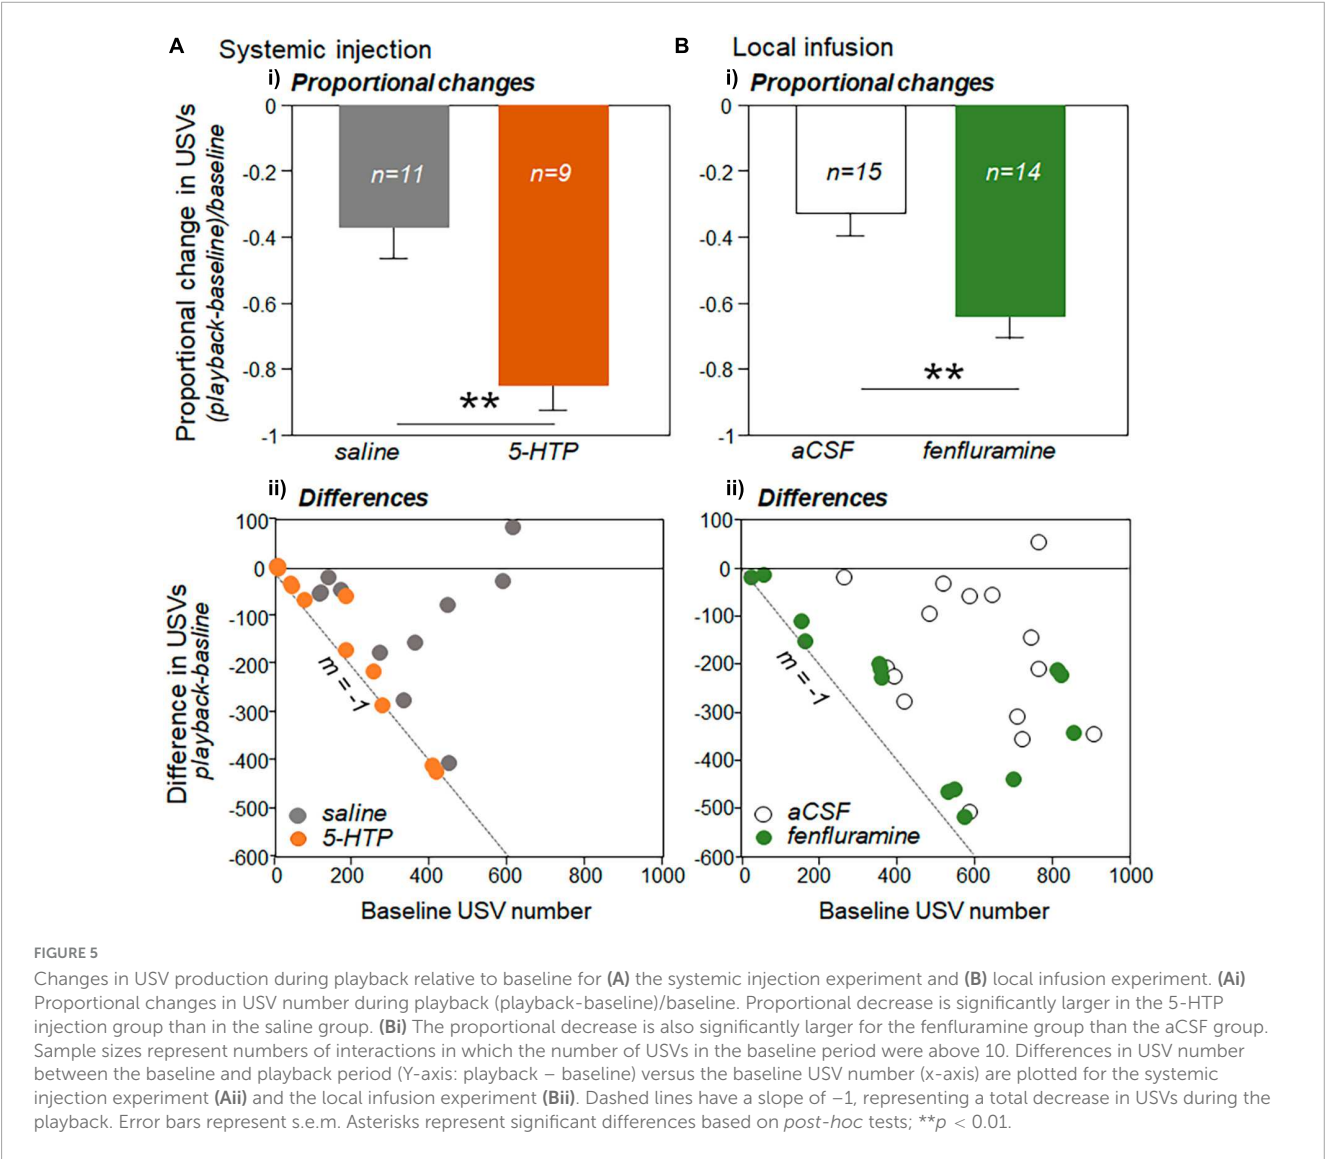 A Systemic injection
i) Proportional changes
Proportional change in USVs
(playback-baseline)/baseline
0
-0.2
-0.4
-0.6
-0.8
-1
n=11
n=9
**
saline
5-HTP
B Local infusion
i) Proportional changes
0
-0.2
-0.4
-0.6
-0.8
-1
n=15
n=14
**
aCSF
fenfluramine
ii) Differences
Difference in USVs
playback-basline
100
0
-100
-200
-300
-400
-500
-600
m = -1
saline
5-HTP
0 200 400 600 800 1000
Baseline USV number
ii) Differences
100
0
-100
-200
-300
-400
-500
-600
m = -1
aCSF
fenfluramine
0 200 400 600 800 1000
Baseline USV number
FIGURE 5
Changes in USV production during playback relative to baseline for (A) the systemic injection experiment and (B) local infusion experiment. (Ai)
Proportional changes in USV number during playback (playback-baseline)/baseline. Proportional decrease is significantly larger in the 5-HTP
injection group than in the saline group. (Bi) The proportional decrease is also significantly larger for the fenfluramine group than the aCSF group.
Sample sizes represent numbers of interactions in which the number of USVs in the baseline period were above 10. Differences in USV number
between the baseline and playback period (Y-axis: playback – baseline) versus the baseline USV number (x-axis) are plotted for the systemic
injection experiment (Aii) and the local infusion experiment (Bii). Dashed lines have a slope of –1, representing a total decrease in USVs during the
playback. Error bars represent s.e.m. Asterisks represent significant differences based on post-hoc tests; **p < 0.01.